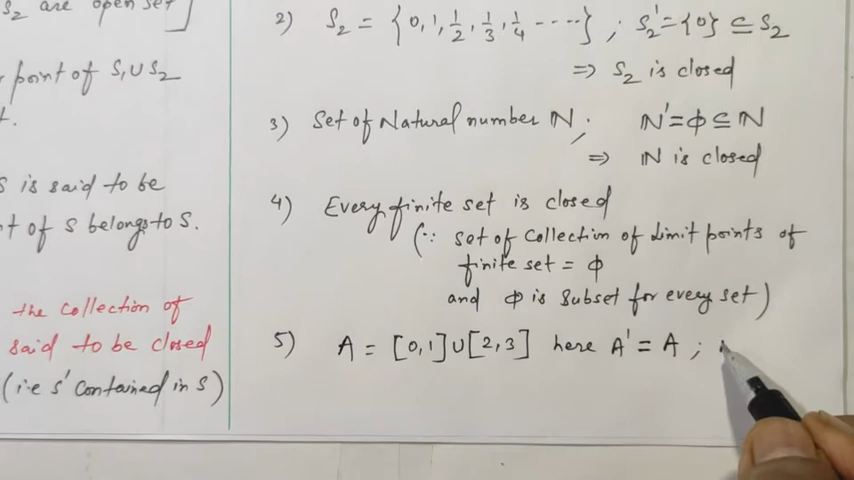 S₂ are open set]
point of S₁∪S₂
t.
s is said to be
t of s belongs to S.
the collection of
said to be closed
(i.e s' contained in s)
2) S₂ = {0, 1, 1/2, 1/3, 1/4 ----} ; S₂' = {0} ⊆ S₂
=> S₂ is closed
3) Set of Natural number ℕ ; ℕ' = ϕ ⊆ ℕ
=> ℕ is closed
4) Every finite set is closed
(∵ set of collection of limit points of
finite set = ϕ
and ϕ is subset for every set)
5) A = [0,1] ∪ [2,3] here A' = A ;